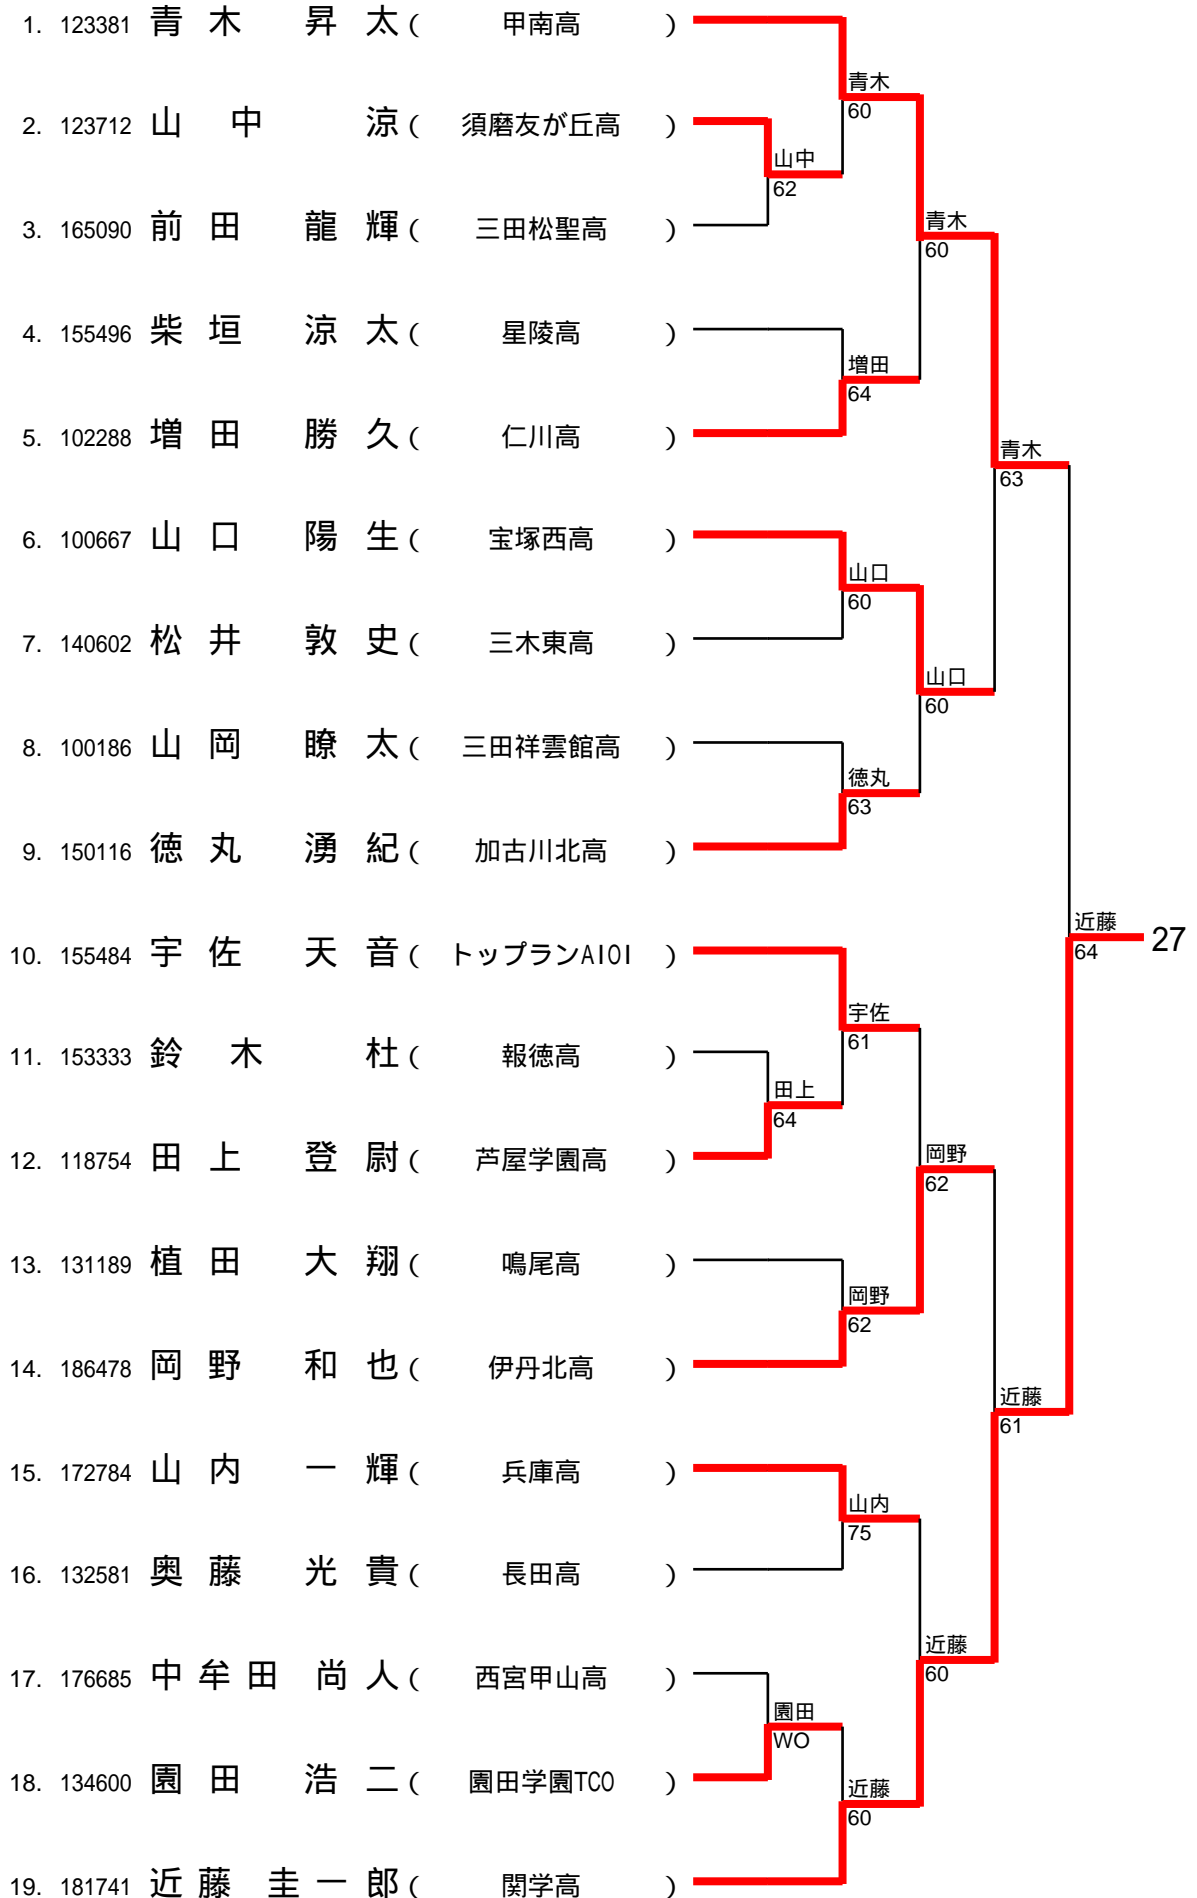 1. 123381 青木 昇太 ( 甲南高 )
青木
60
2. 123712 山中 涼 ( 須磨友が丘高 )
山中
62
3. 165090 前田 龍輝 ( 三田松聖高 )
青木
60
4. 155496 柴垣 涼太 ( 星陵高 )
増田
64
5. 102288 増田 勝久 ( 仁川高 )
青木
63
6. 100667 山口 陽生 ( 宝塚西高 )
山口
60
7. 140602 松井 敦史 ( 三木東高 )
山口
60
8. 100186 山岡 瞭太 ( 三田祥雲館高 )
徳丸
63
9. 150116 徳丸 湧紀 ( 加古川北高 )
近藤
64
27
10. 155484 宇佐 天音 ( トップランAIOI )
宇佐
61
11. 153333 鈴木 杜 ( 報徳高 )
田上
64
12. 118754 田上 登尉 ( 芦屋学園高 )
岡野
62
13. 131189 植田 大翔 ( 鳴尾高 )
岡野
62
14. 186478 岡野 和也 ( 伊丹北高 )
近藤
61
15. 172784 山内 一輝 ( 兵庫高 )
山内
75
16. 132581 奥藤 光貴 ( 長田高 )
近藤
60
17. 176685 中牟田 尚人 ( 西宮甲山高 )
園田
WO
18. 134600 園田 浩二 ( 園田学園TCO )
近藤
60
19. 181741 近藤 圭一郎 ( 関学高 )